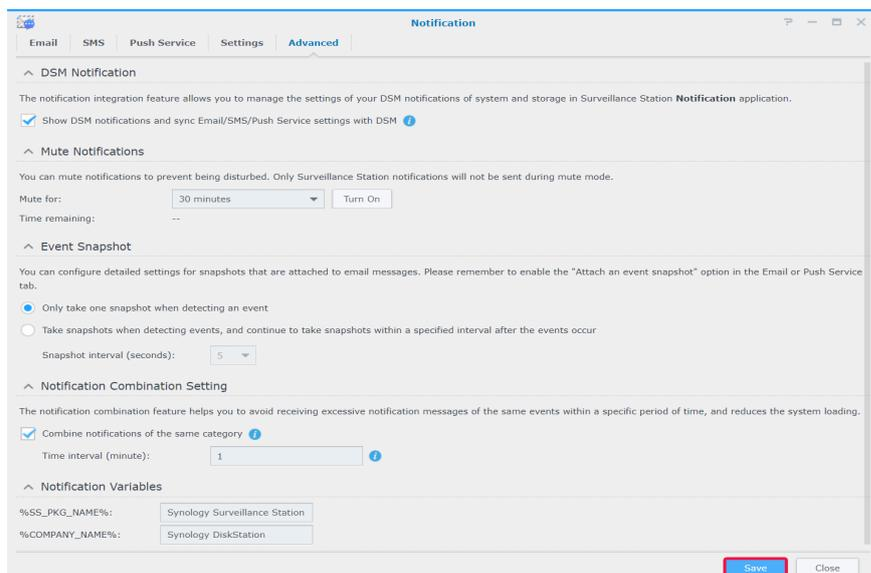 Notification
Email SMS Push Service Settings Advanced
DSM Notification
The notification integration feature allows you to manage the settings of your DSM notifications of system and storage in Surveillance Station Notification application.
Show DSM notifications and sync Email/SMS/Push Service settings with DSM
Mute Notifications
You can mute notifications to prevent being disturbed. Only Surveillance Station notifications will not be sent during mute mode.
Mute for: 30 minutes Turn On
Time remaining: --
Event Snapshot
You can configure detailed settings for snapshots that are attached to email messages. Please remember to enable the "Attach an event snapshot" option in the Email or Push Service
tab.
Only take one snapshot when detecting an event
Take snapshots when detecting events, and continue to take snapshots within a specified interval after the events occur
Snapshot interval (seconds): 5
Notification Combination Setting
The notification combination feature helps you to avoid receiving excessive notification messages of the same events within a specific period of time, and reduces the system loading.
Combine notifications of the same category
Time interval (minute): 1
Notification Variables
%SS_PKG_NAME%: Synology Surveillance Station
%COMPANY_NAME%: Synology DiskStation
Save Close